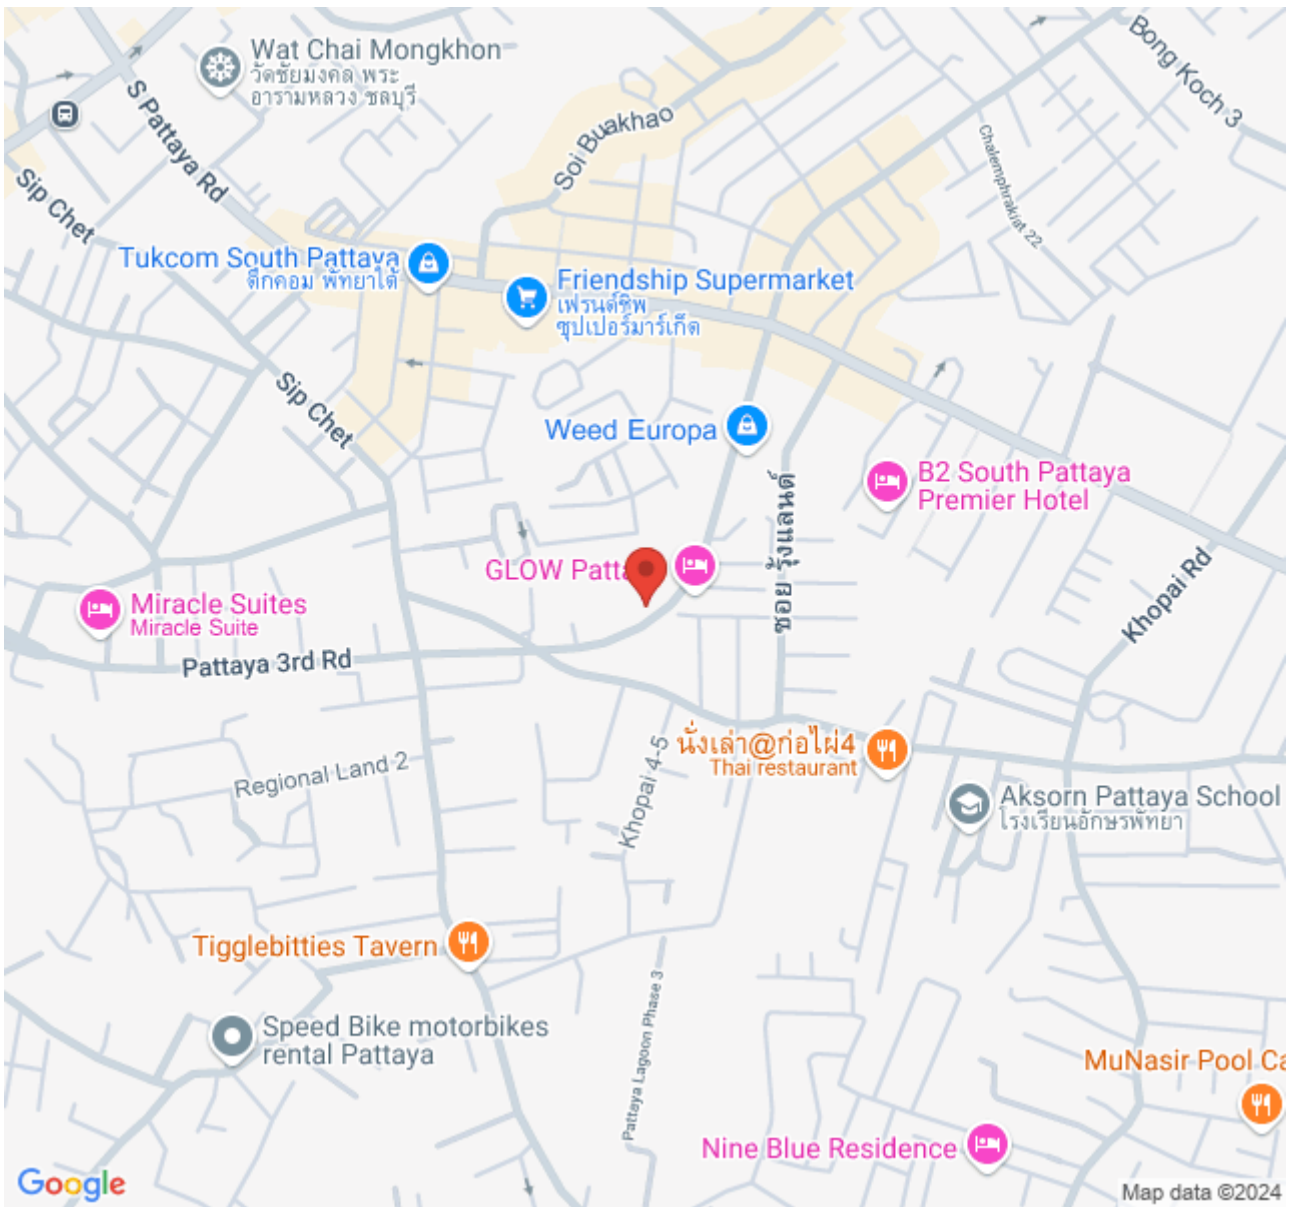 Wat Chai Mongkhon
วัดชัยมงคล พระ
อารามหลวง ชลบุรี
Bong Koch 3
S Pattaya Rd
Soi Buakhao
Chalermphrakiat 22
Sip Chet
Tukcom South Pattaya
ตึกคอม พัทยาใต้
Friendship Supermarket
เฟรนด์ชิพ
ซุปเปอร์มาร์เก็ต
Sip Chet
Weed Europa
B2 South Pattaya
Premier Hotel
ซอย รุ้งแลนด์
GLOW Patta
Khopai Rd
Miracle Suites
Miracle Suite
Pattaya 3rd Rd
นั่งเล่า@ก่อไผ่4
Thai restaurant
Khopai 4-5
Regional Land 2
Aksorn Pattaya School
โรงเรียนอักษรพัทยา
Tigglebitties Tavern
Pattaya Lagoon Phase 3
Speed Bike motorbikes
rental Pattaya
MuNasir Pool Ca
Nine Blue Residence
Google
Map data ©2024